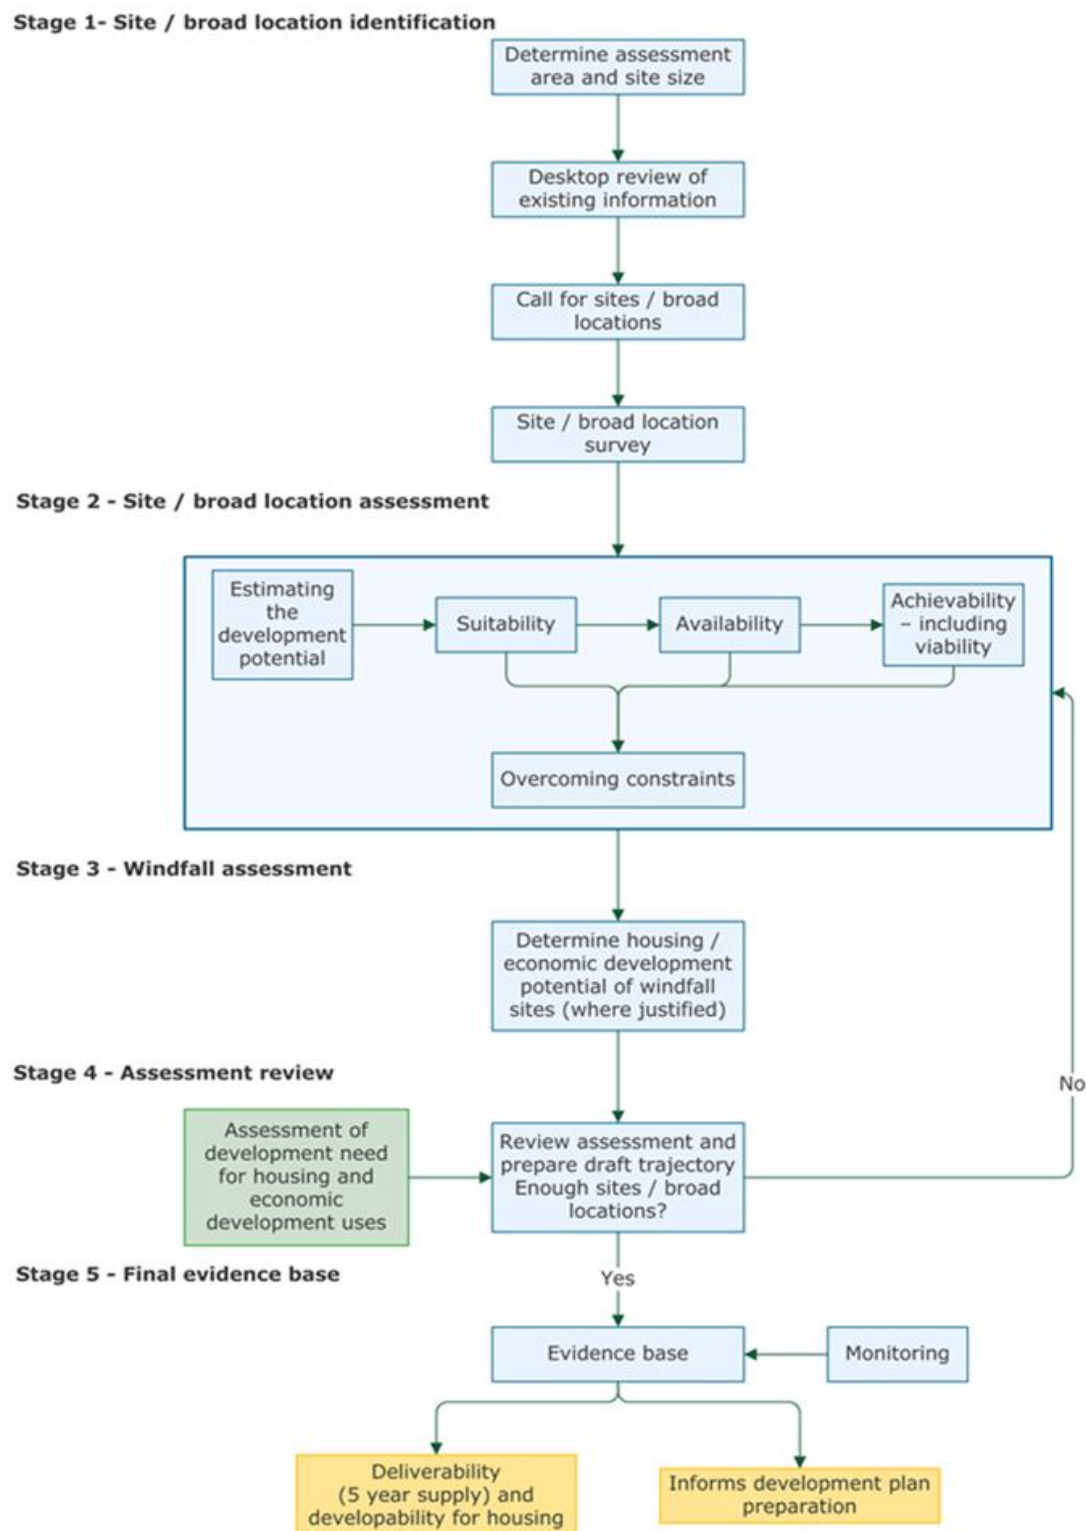 Stage 1- Site / broad location identification
Determine assessment
area and site size
Desktop review of
existing information
Call for sites / broad
locations
Site / broad location
survey
Stage 2 - Site / broad location assessment
Estimating
the
development
potential
Suitability
Availability
Achievability
– including
viability
Overcoming constraints
Stage 3 - Windfall assessment
Determine housing /
economic development
potential of windfall
sites (where justified)
Stage 4 - Assessment review
Assessment of
development need
for housing and
economic
development uses
Review assessment and
prepare draft trajectory
Enough sites / broad
locations?
No
Stage 5 - Final evidence base
Yes
Evidence base
Monitoring
Deliverability
(5 year supply) and
developability for housing
Informs development plan
preparation